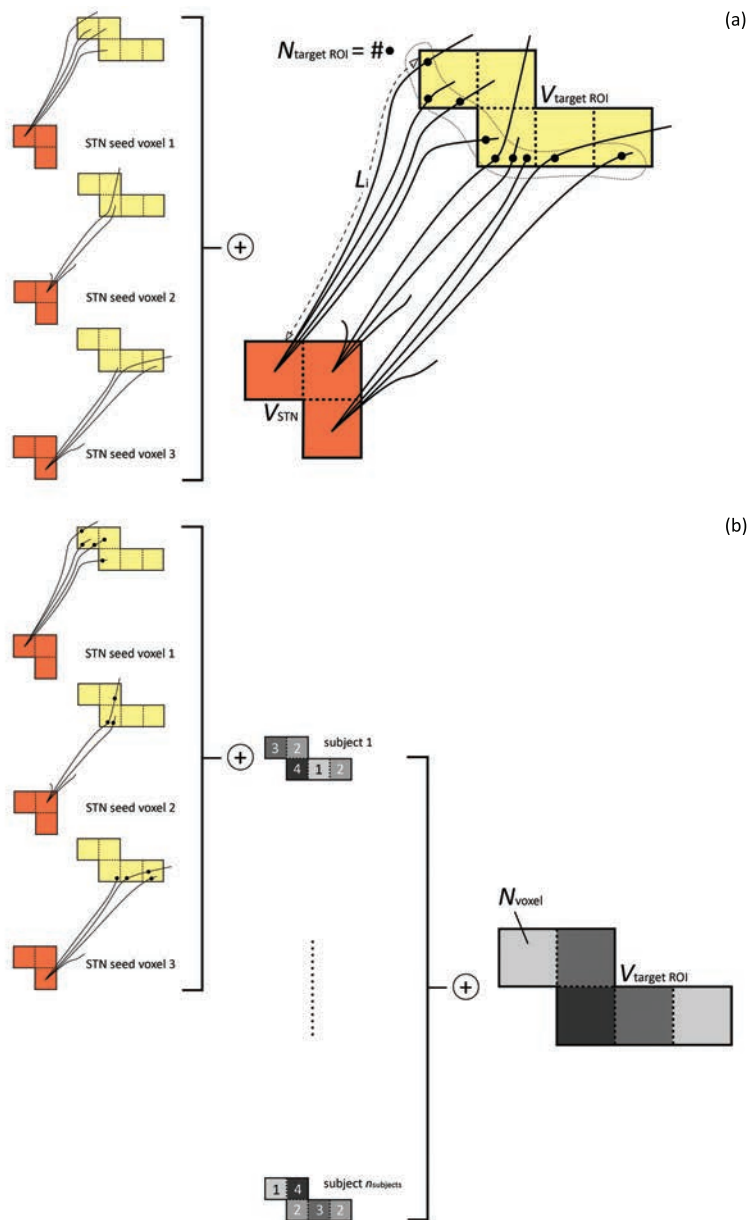 (a)
N target ROI = #●
V target ROI
STN seed voxel 1
L I
STN seed voxel 2
V STN
STN seed voxel 3
(b)
STN seed voxel 1
subject 1
3 2
4 1 2
STN seed voxel 2
N voxel
V target ROI
STN seed voxel 3
subject n subjects
1 4
2 3 2